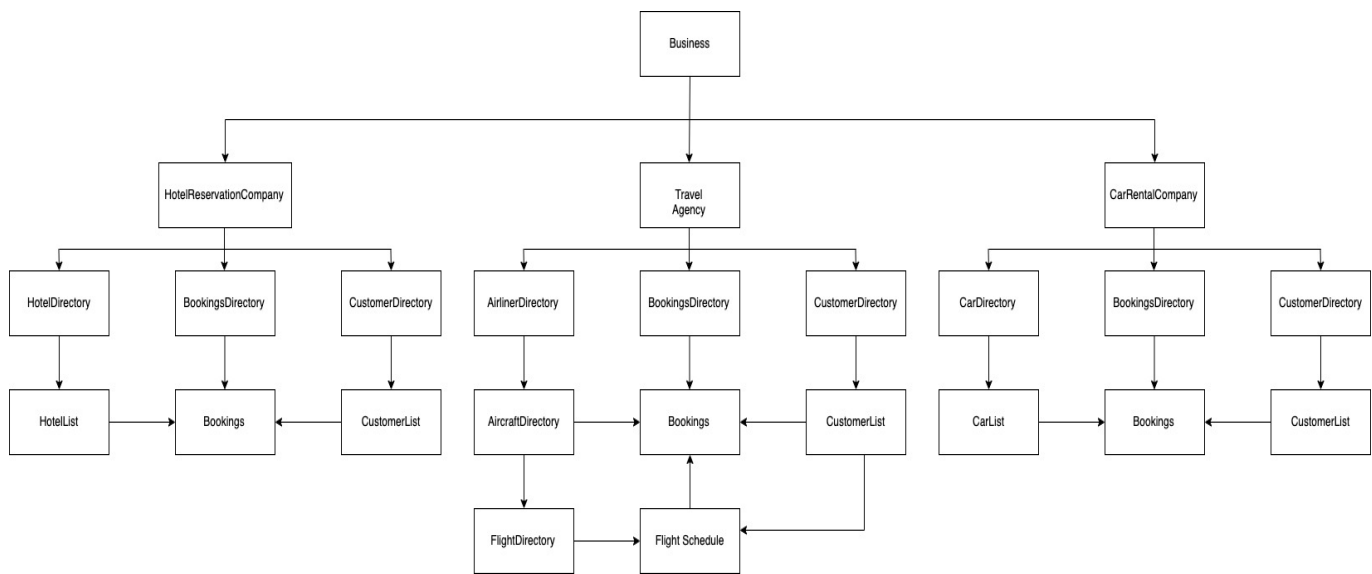 Business
HotelReservationCompany
Travel
Agency
CarRentalCompany
HotelDirectory
BookingsDirectory
CustomerDirectory
AirlinerDirectory
BookingsDirectory
CustomerDirectory
CarDirectory
BookingsDirectory
CustomerDirectory
HotelList
Bookings
CustomerList
AircraftDirectory
Bookings
CustomerList
CarList
Bookings
CustomerList
FlightDirectory
Flight Schedule